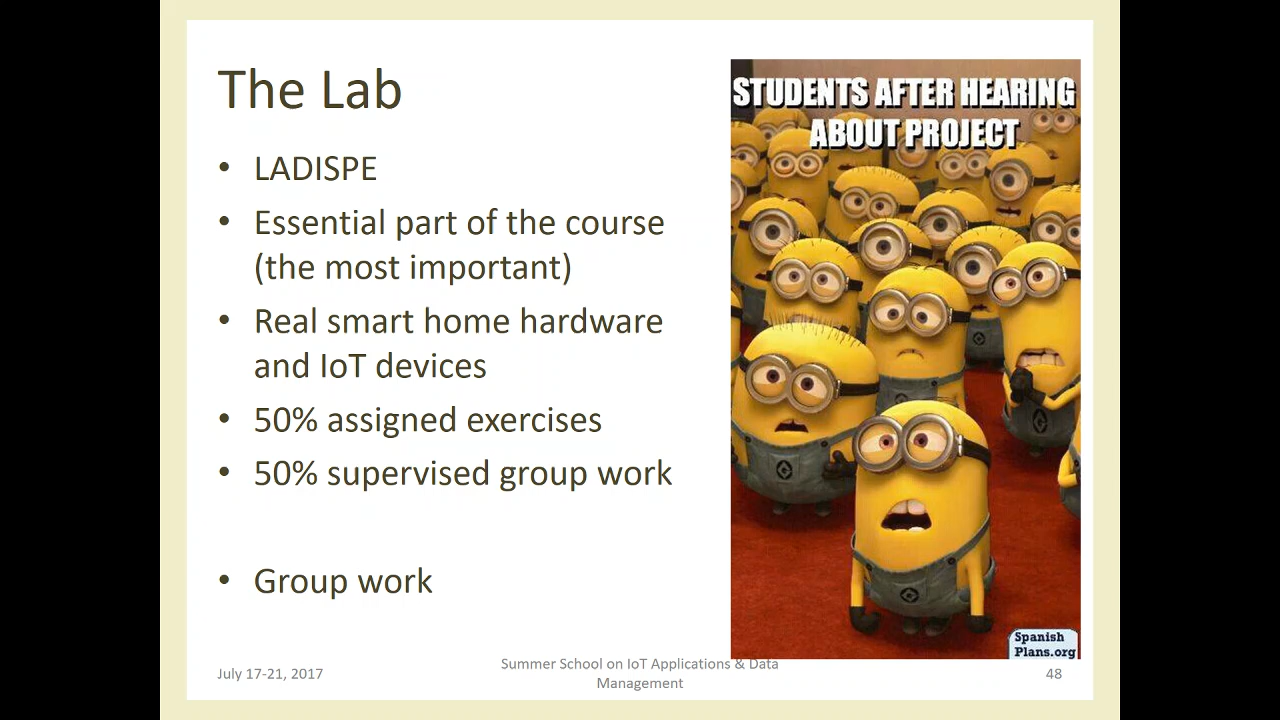 The Lab
• LADISPE
• Essential part of the course
(the most important)
• Real smart home hardware
and IoT devices
• 50% assigned exercises
• 50% supervised group work
• Group work
STUDENTS AFTER HEARING
ABOUT PROJECT
Spanish
Plans.org
July 17-21, 2017
Summer School on IoT Applications & Data
Management
48